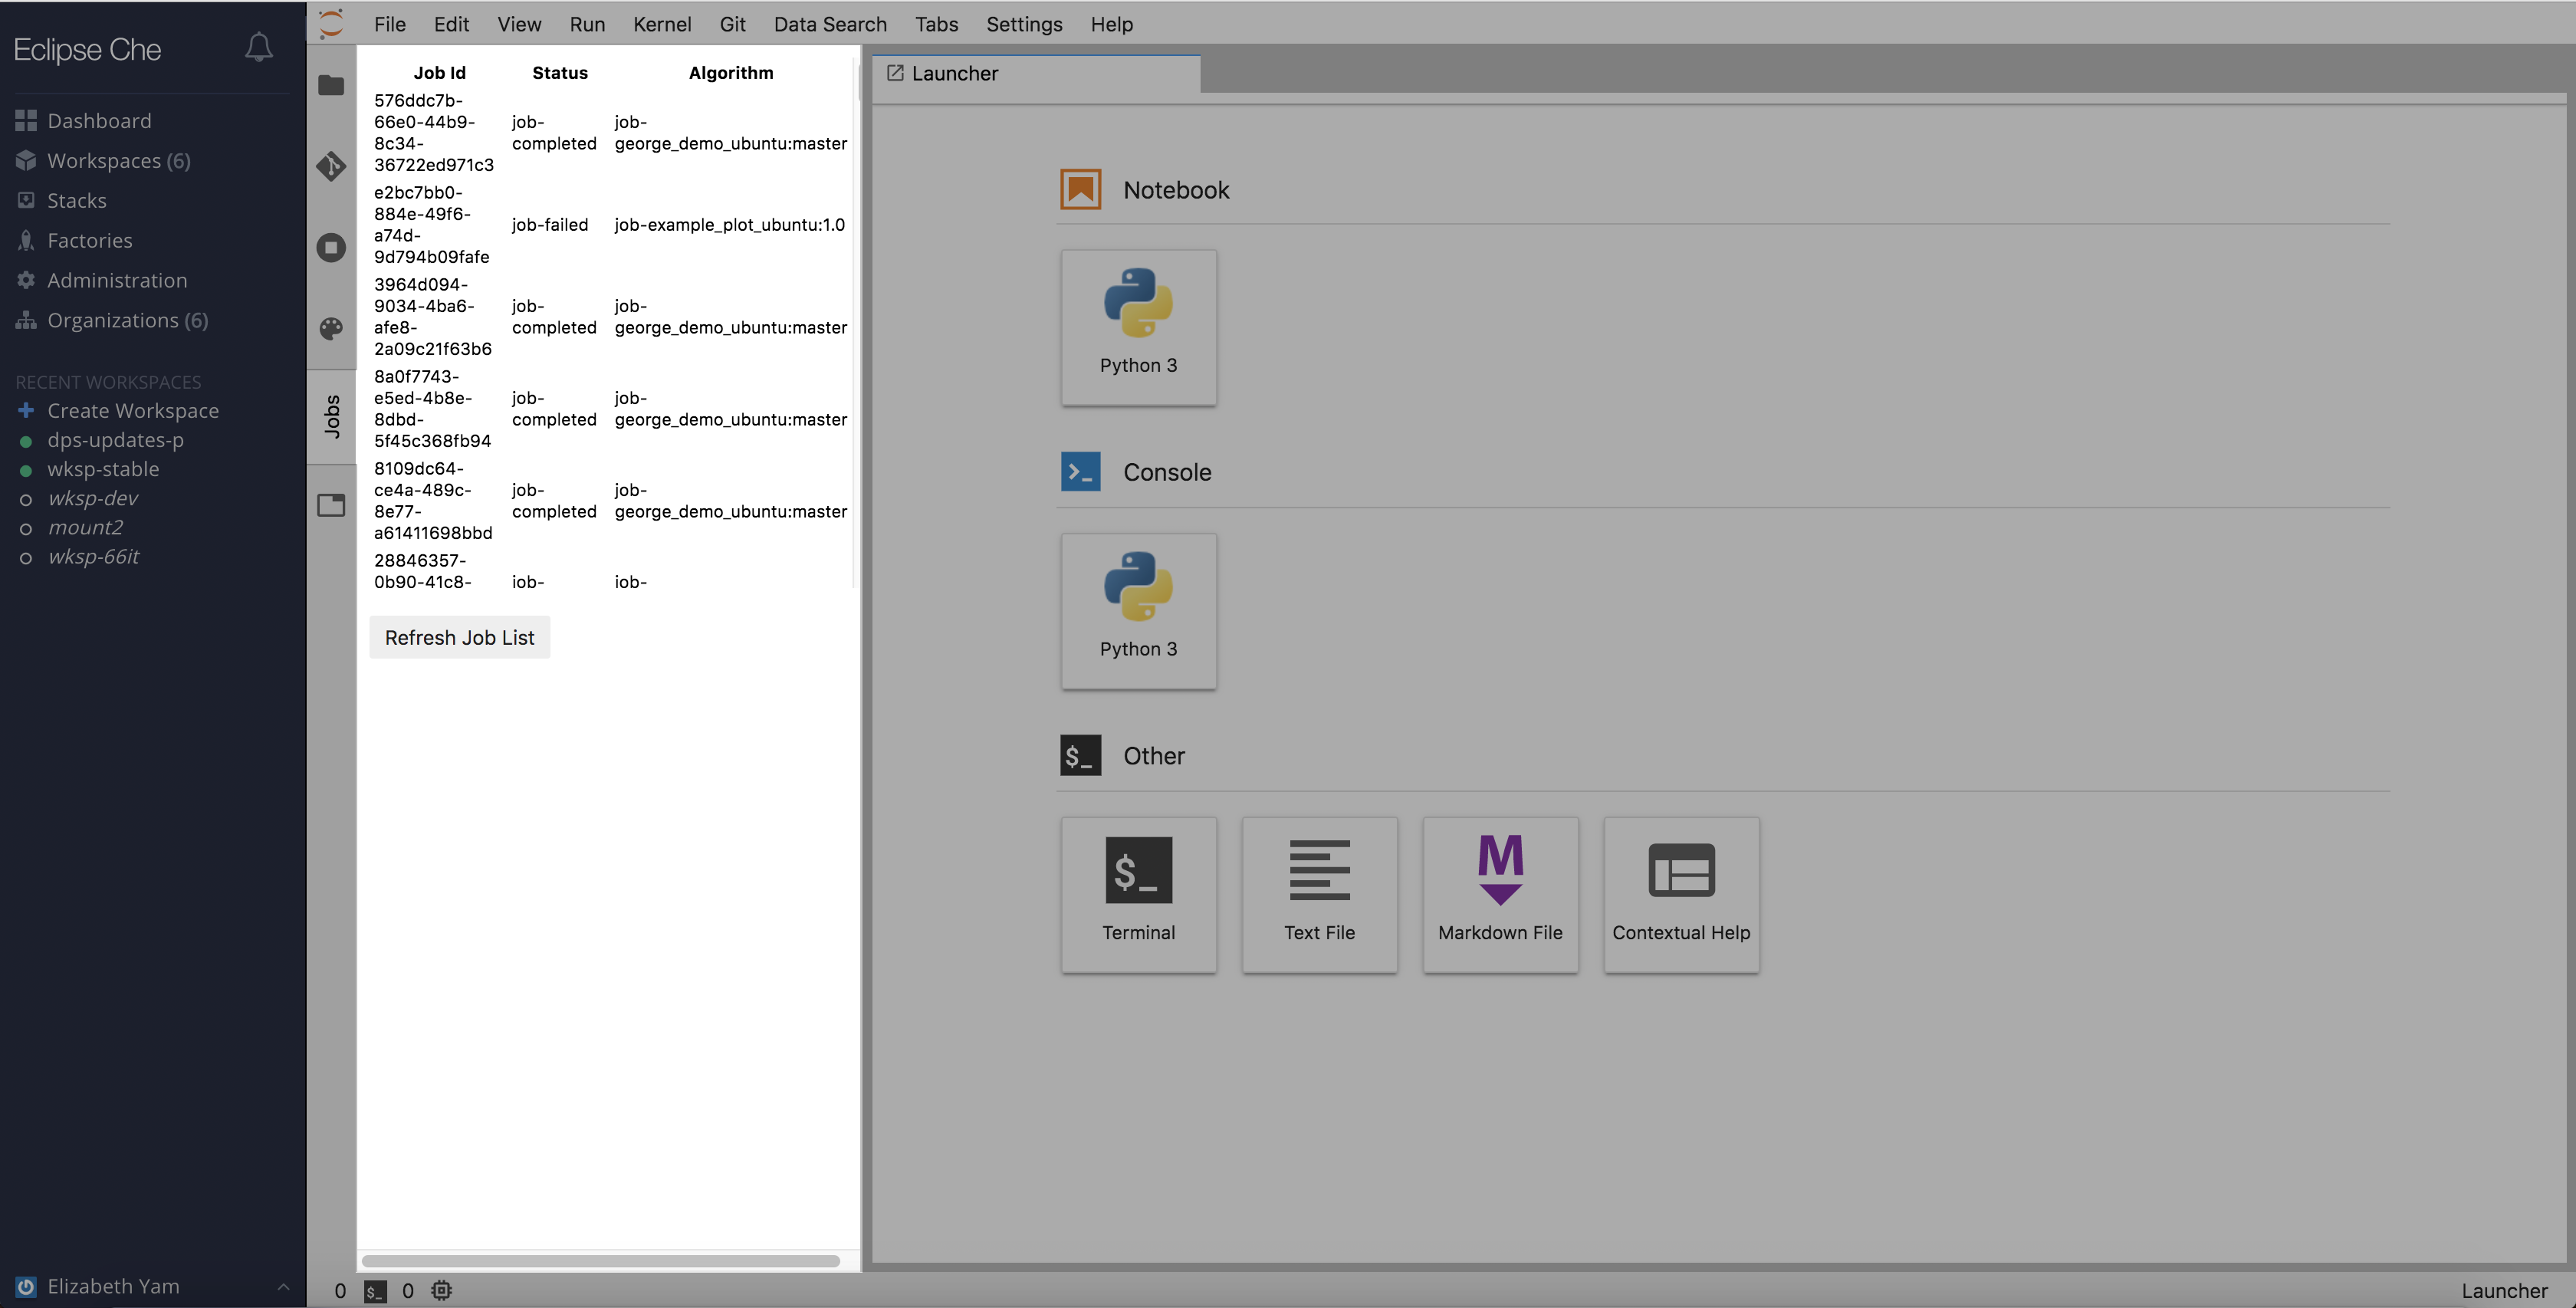 Eclipse Che
Dashboard
Workspaces (6)
Stacks
Factories
Administration
Organizations (6)
RECENT WORKSPACES
Create Workspace
dps-updates-p
wksp-stable
wksp-dev
mount2
wksp-66it
Elizabeth Yam
File Edit View Run Kernel Git Data Search Tabs Settings Help
Jobs
Job Id Status Algorithm
576ddc7b-
66e0-44b9-
8c34-
36722ed971c3
job-
completed
job-
george_demo_ubuntu:master
e2bc7bb0-
884e-49f6-
a74d-
9d794b09fafe
job-failed
job-example_plot_ubuntu:1.0
3964d094-
9034-4ba6-
afe8-
2a09c21f63b6
job-
completed
job-
george_demo_ubuntu:master
8a0f7743-
e5ed-4b8e-
8dbd-
5f45c368fb94
job-
completed
job-
george_demo_ubuntu:master
8109dc64-
ce4a-489c-
8e77-
a61411698bbd
job-
completed
job-
george_demo_ubuntu:master
28846357-
0b90-41c8-
job-
job-
Refresh Job List
Launcher
Notebook
Python 3
Console
Python 3
$_ Other
$_
Terminal
Text File
M
Markdown File
Contextual Help
0 $_ 0
Launcher